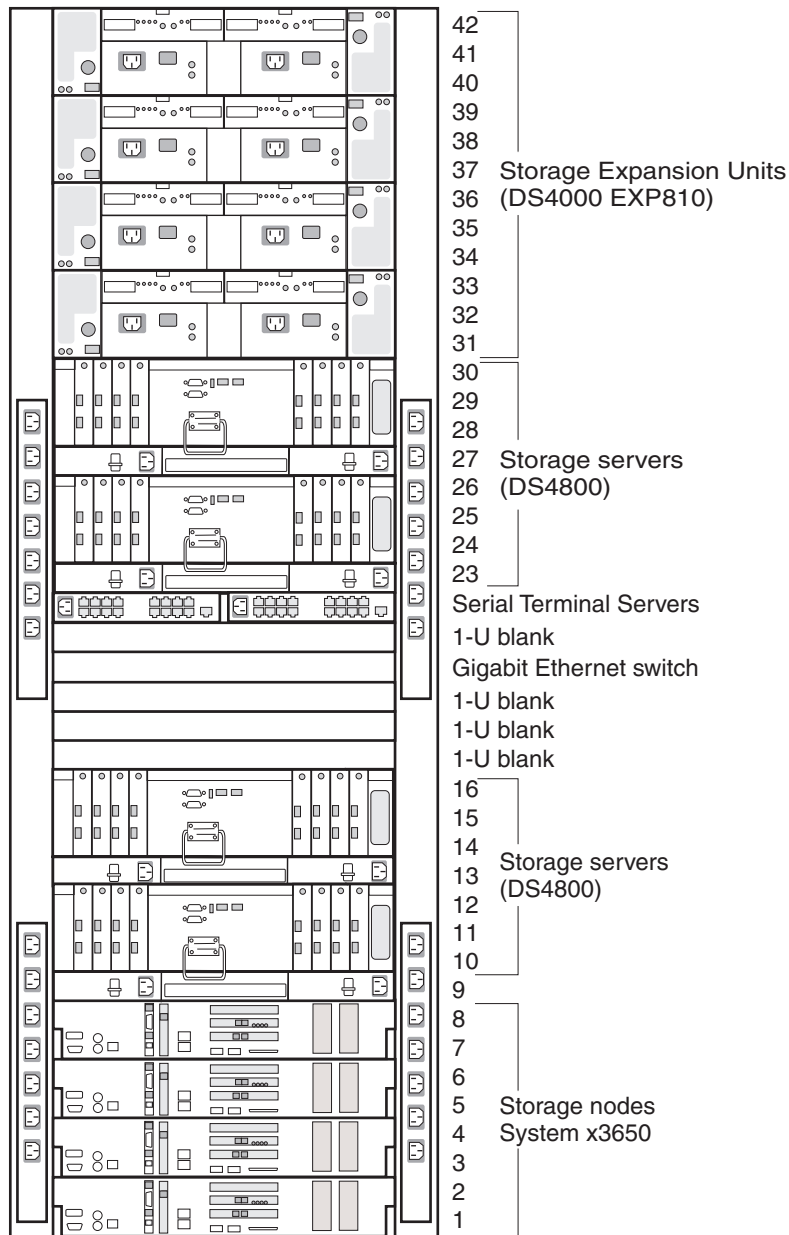 42
41
40
39
38
37 Storage Expansion Units
36 (DS4000 EXP810)
35
34
33
32
31
30
29
28
27 Storage servers
26 (DS4800)
25
24
23
Serial Terminal Servers
1-U blank
Gigabit Ethernet switch
1-U blank
1-U blank
1-U blank
16
15
14
Storage servers
13
(DS4800)
12
11
10
9
8
7
6
5 Storage nodes
4 System x3650
3
2
1